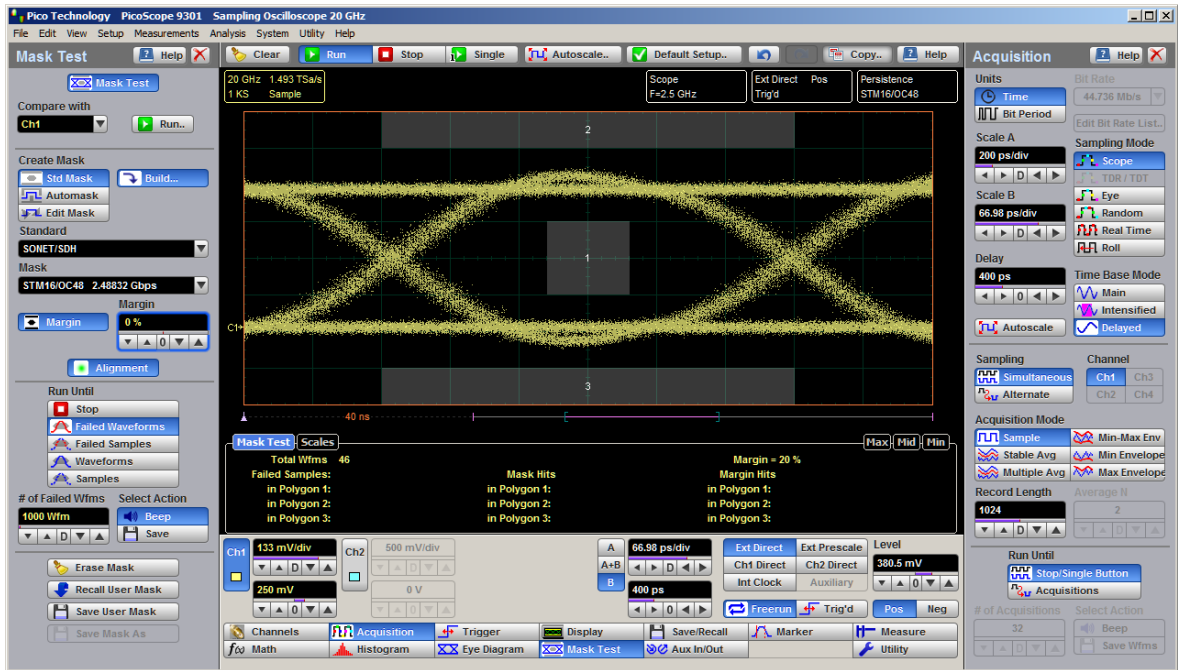 Pico Technology PicoScope 9301 Sampling Oscilloscope 20 GHz
File Edit View Setup Measurements Analysis System Utility Help
Mask Test
Help
Mask Test
Compare with
Ch1
Run..
Create Mask
Std Mask
Build...
Automask
Edit Mask
Standard
SONET/SDH
Mask
STM16/OC48 2.48832 Gbps
Margin
Margin
0 %
0
Alignment
Run Until
Stop
Failed Waveforms
Failed Samples
Waveforms
Samples
# of Failed Wfms Select Action
1000 Wfm
Beep
D
Save
Erase Mask
Recall User Mask
Save User Mask
Save Mask As
Clear Run Stop Single Autoscale.. Default Setup.. Copy.. Help
20 GHz 1.493 TSa/s
1 KS Sample
Scope
F=2.5 GHz
Ext Direct Pos
Trig'd
Persistence
STM16/OC48
2
1
C1
3
40 ns
Mask Test Scales Max Mid Min
Total Wfms 46 Margin = 20 %
Failed Samples: Mask Hits Margin Hits
in Polygon 1: in Polygon 1: in Polygon 1:
in Polygon 2: in Polygon 2: in Polygon 2:
in Polygon 3: in Polygon 3: in Polygon 3:
Ch1
133 mV/div
D
250 mV
0
Ch2
500 mV/div
D
0 V
0
A
A+B
B
66.98 ps/div
D
400 ps
0
Ext Direct Ext Prescale
Ch1 Direct Ch2 Direct
Int Clock Auxiliary
Freerun Trig'd
Level
380.5 mV
0
Pos Neg
Channels Acquisition Trigger Display Save/Recall Marker Measure
f(x) Math Histogram Eye Diagram Mask Test Aux In/Out Utility
Acquisition
Help
Units
Time
Bit Period
Bit Rate
44.736 Mb/s
Edit Bit Rate List..
Scale A
200 ps/div
D
Scale B
66.98 ps/div
D
Delay
400 ps
0
Autoscale
Sampling Mode
Scope
TDR / TDT
Eye
Random
Real Time
Roll
Time Base Mode
Main
Intensified
Delayed
Sampling
Simultaneous
Alternate
Channel
Ch1 Ch3
Ch2 Ch4
Acquisition Mode
Sample Min-Max Env
Stable Avg Min Envelope
Multiple Avg Max Envelope
Record Length Average N
1024 2
D
Run Until
Stop/Single Button
Acquisitions
# of Acquisitions Select Action
32
Beep
D
Save Wfms